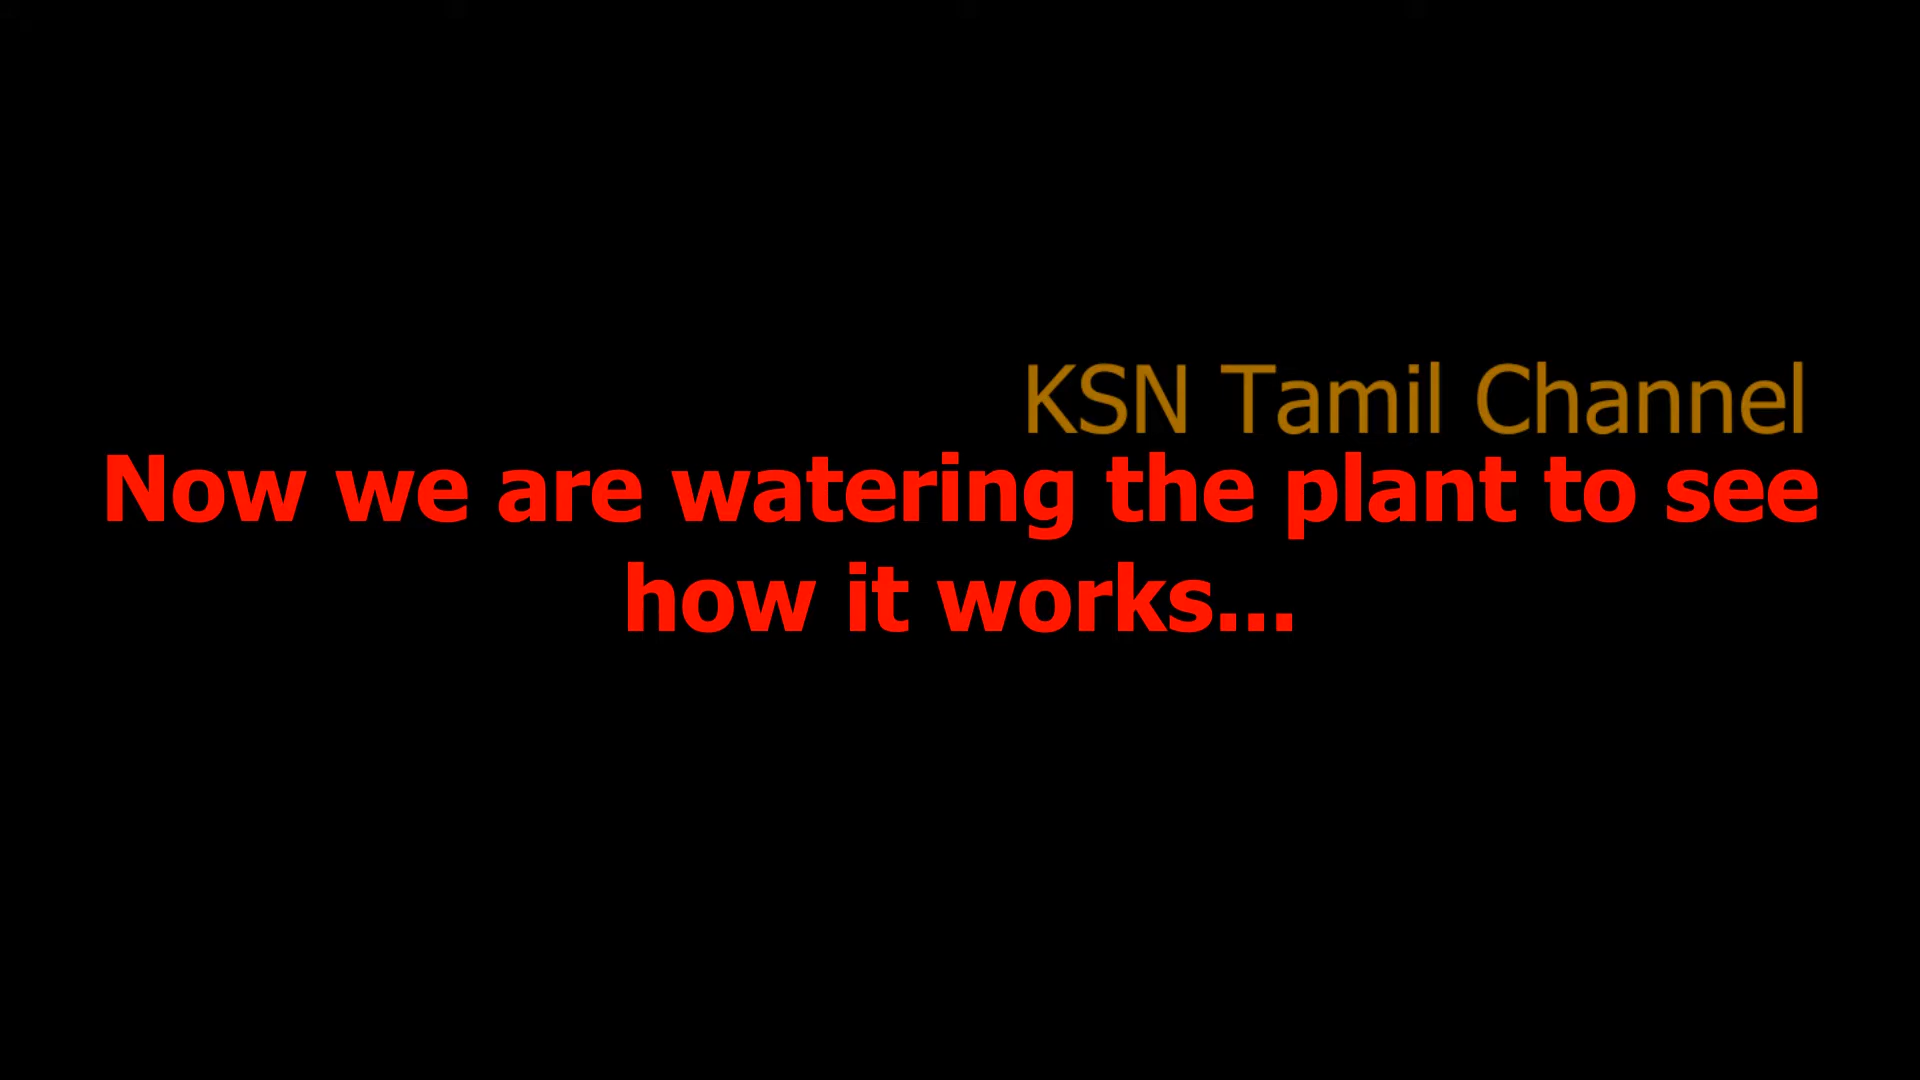 KSN Tamil Channel
Now we are watering the plant to see
how it works...